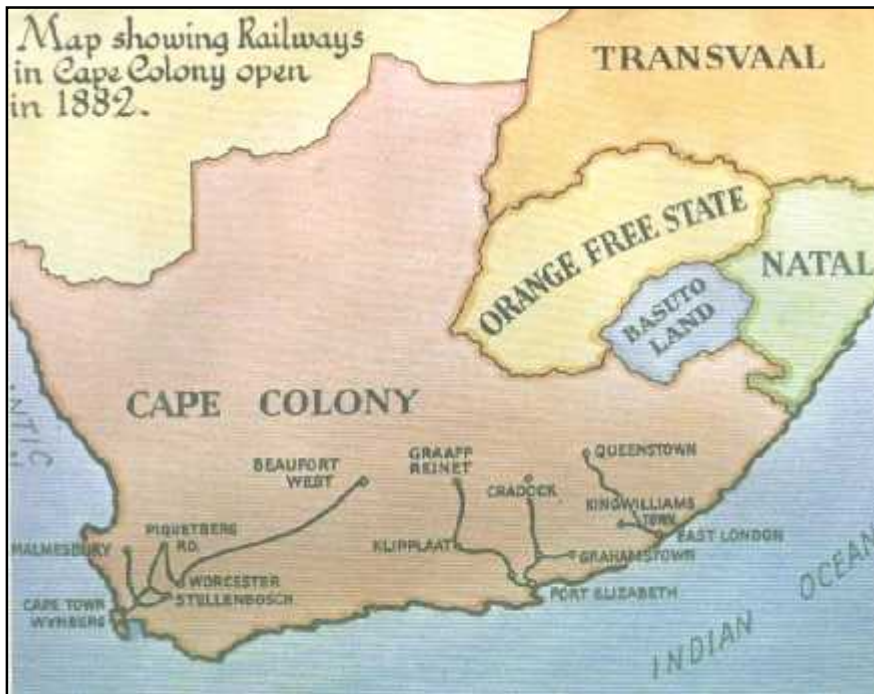 Map showing Railways
in Cape Colony open
in 1882.
TRANSVAAL
ORANGE FREE STATE
NATAL
BASUTO
LAND
CAPE COLONY
NTIC
BEAUFORT
WEST
GRAAFF
REINET
CRADOCK
QUEENSTOWN
KINGWILLIAMS
TOWN
EAST LONDON
MALMESBURY
PIQUETBERG
RD.
KLIPPLAAT
GRAHAMSTOWN
WORCESTER
STELLENBOSCH
PORT ELIZABETH
CAPE TOWN
WYNBERG
INDIAN OCEAN